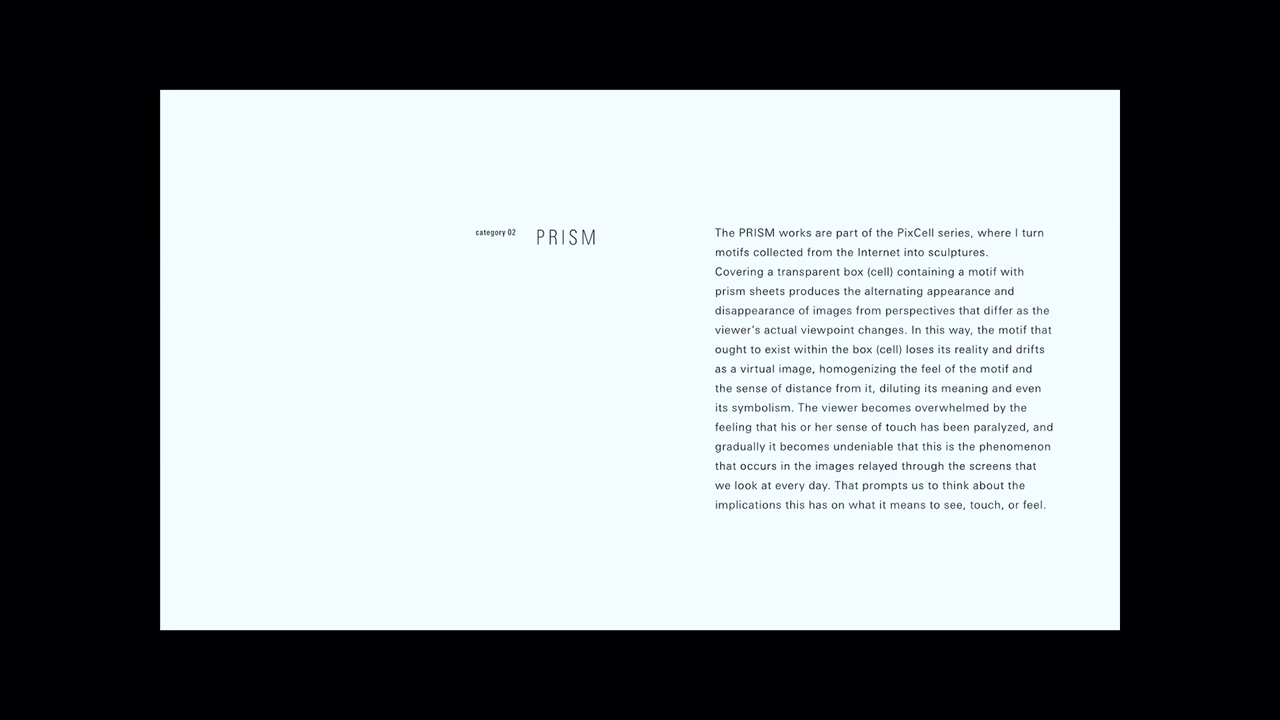 category 02 PRISM
The PRISM works are part of the PixCell series, where I turn
motifs collected from the Internet into sculptures.
Covering a transparent box (cell) containing a motif with
prism sheets produces the alternating appearance and
disappearance of images from perspectives that differ as the
viewer's actual viewpoint changes. In this way, the motif that
ought to exist within the box (cell) loses its reality and drifts
as a virtual image, homogenizing the feel of the motif and
the sense of distance from it, diluting its meaning and even
its symbolism. The viewer becomes overwhelmed by the
feeling that his or her sense of touch has been paralyzed, and
gradually it becomes undeniable that this is the phenomenon
that occurs in the images relayed through the screens that
we look at every day. That prompts us to think about the
implications this has on what it means to see, touch, or feel.